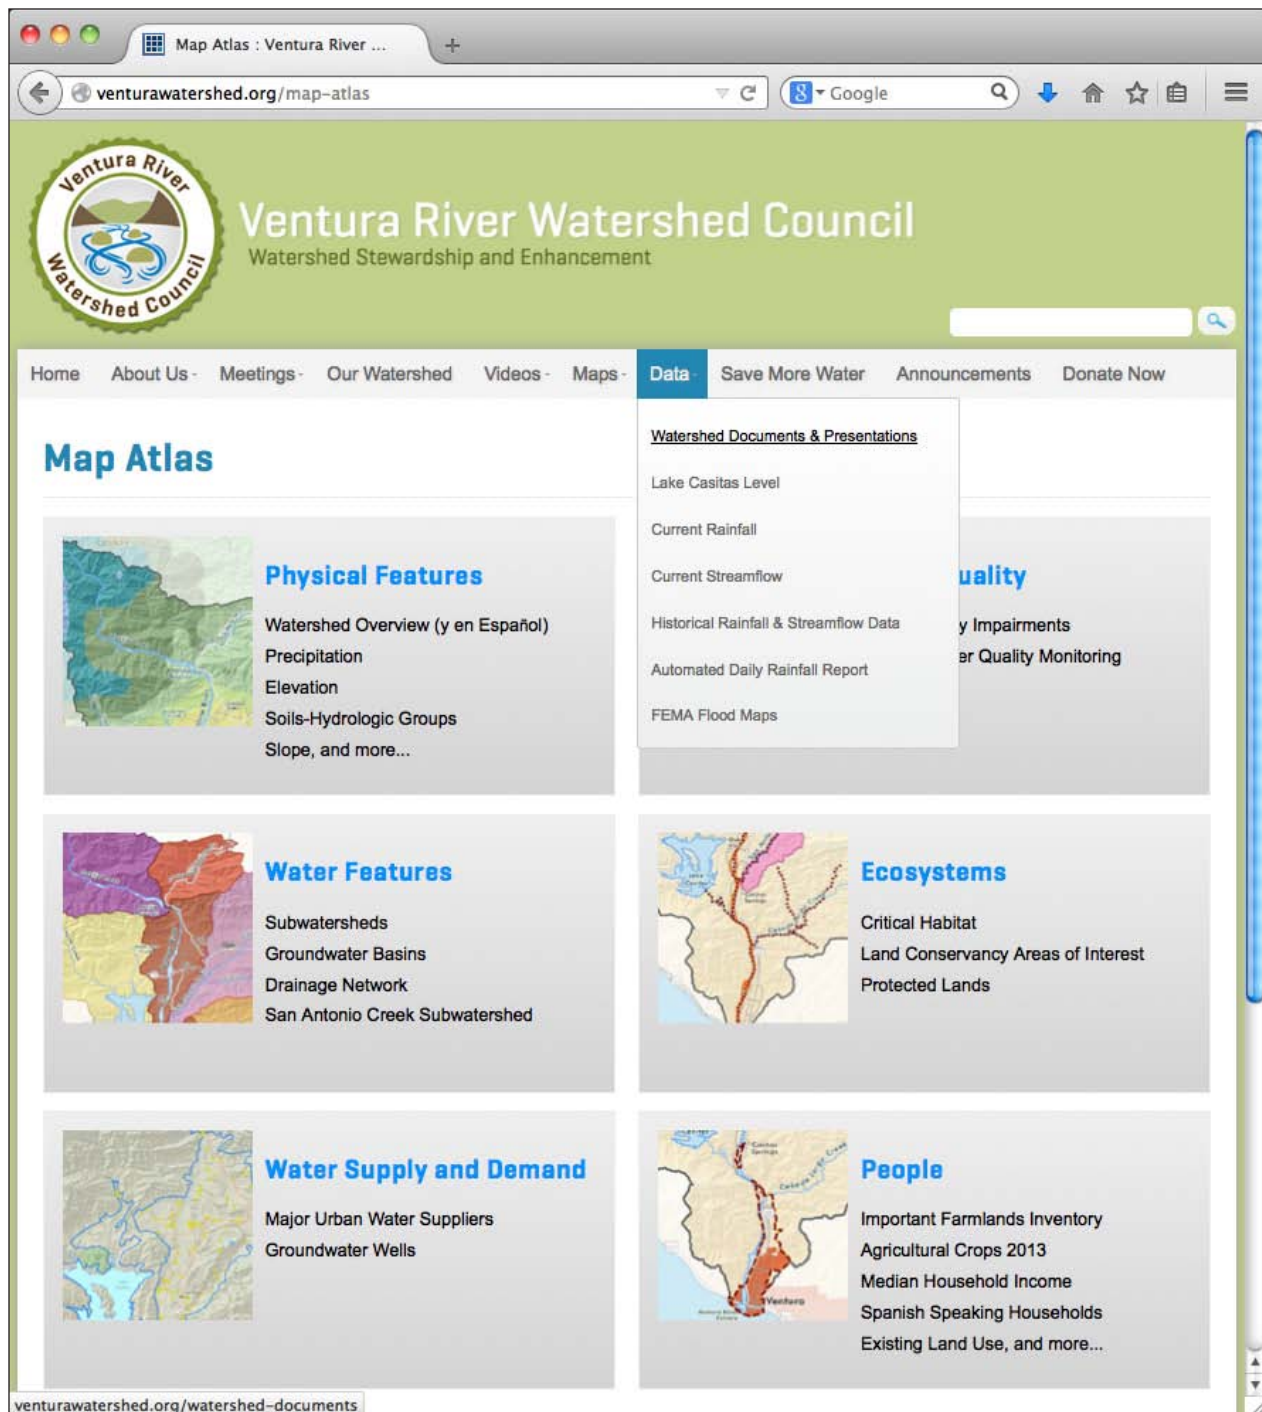 Map Atlas : Ventura River ...
venturawatershed.org/map-atlas
Google
Ventura River
Watershed Council
Ventura River Watershed Council
Watershed Stewardship and Enhancement
Home About Us Meetings Our Watershed Videos Maps Data Save More Water Announcements Donate Now
Map Atlas
Watershed Documents & Presentations
Lake Casitas Level
Current Rainfall
Current Streamflow
Historical Rainfall & Streamflow Data
Automated Daily Rainfall Report
FEMA Flood Maps
Physical Features
Watershed Overview (y en Español)
Precipitation
Elevation
Soils-Hydrologic Groups
Slope, and more...
uality
y Impairments
er Quality Monitoring
Water Features
Subwatersheds
Groundwater Basins
Drainage Network
San Antonio Creek Subwatershed
Ecosystems
Critical Habitat
Land Conservancy Areas of Interest
Protected Lands
Water Supply and Demand
Major Urban Water Suppliers
Groundwater Wells
Ventura
People
Important Farmlands Inventory
Agricultural Crops 2013
Median Household Income
Spanish Speaking Households
Existing Land Use, and more...
venturawatershed.org/watershed-documents